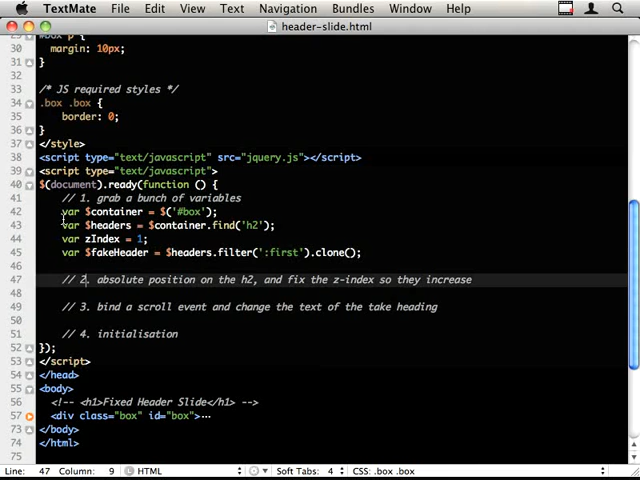 TextMate File Edit View Text Navigation Bundles Window Help
header-slide.html
29 #box p {
30 margin: 10px;
31 }
32
33 /* JS required styles */
34 .box .box {
35 border: 0;
36 }
37 </style>
38 <script type="text/javascript" src="jquery.js"></script>
39 <script type="text/javascript">
40 $(document).ready(function () {
41 // 1. grab a bunch of variables
42 var $container = $('#box');
43 var $headers = $container.find('h2');
44 var zIndex = 1;
45 var $fakeHeader = $headers.filter(':first').clone();
46
47 // 2. absolute position on the h2, and fix the z-index so they increase
48
49 // 3. bind a scroll event and change the text of the take heading
50
51 // 4. initialisation
52 });
53 </script>
54 </head>
55 <body>
56 <!-- <h1>Fixed Header Slide</h1> -->
57 <div class="box" id="box">…
73 </body>
74 </html>
75
Line: 47 Column: 9 HTML Soft Tabs: 4 CSS: .box .box